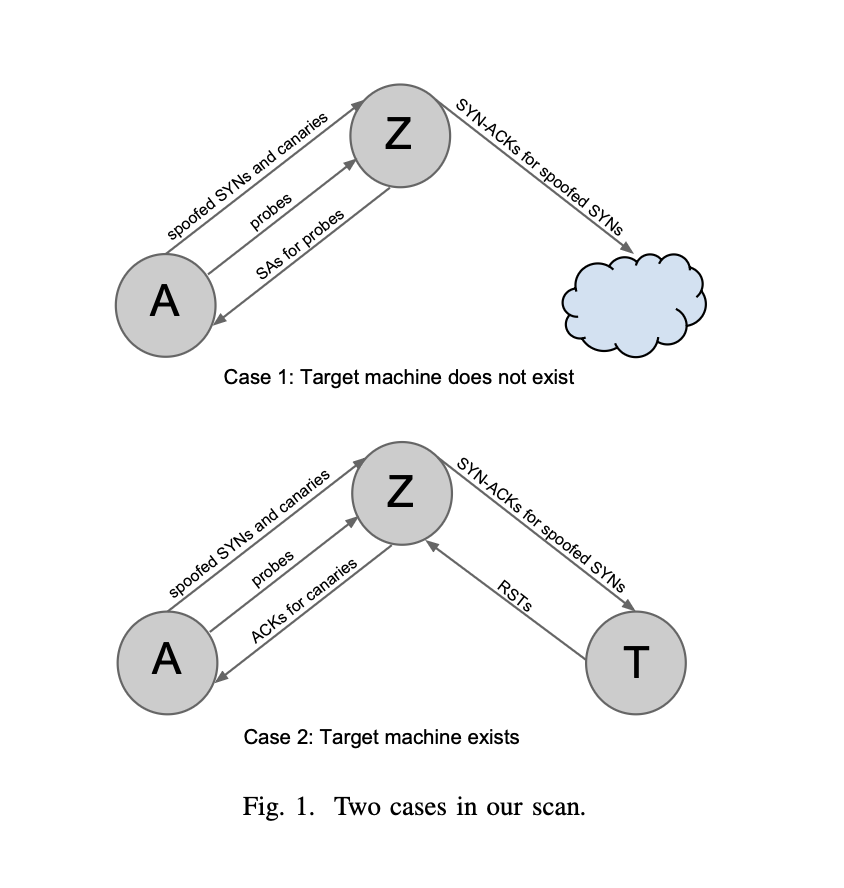 Z
SYN-ACKs for spoofed SYNs
spoofed SYNs and canaries
probes
SAs for probes
A
Case 1: Target machine does not exist
Z
SYN-ACKs for spoofed SYNs
spoofed SYNs and canaries
probes
ACKs for canaries
RSTs
A
T
Case 2: Target machine exists
Fig. 1. Two cases in our scan.